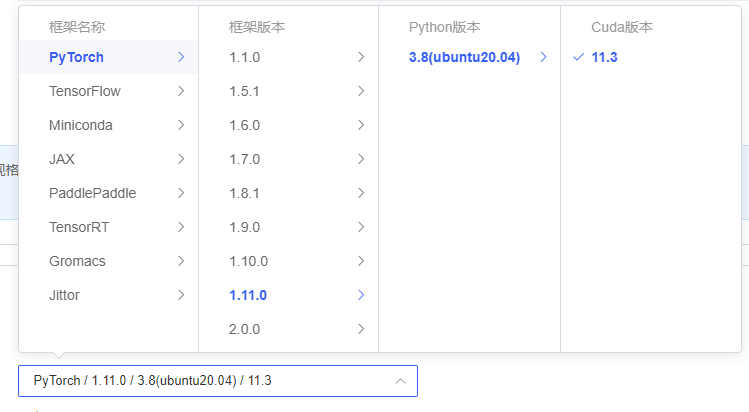 框架名称
PyTorch
TensorFlow
Miniconda
JAX
PaddlePaddle
TensorRT
Gromacs
Jittor
框架版本
1.1.0
1.5.1
1.6.0
1.7.0
1.8.1
1.9.0
1.10.0
1.11.0
2.0.0
Python版本
3.8(ubuntu20.04)
Cuda版本
11.3
规格
PyTorch / 1.11.0 / 3.8(ubuntu20.04) / 11.3